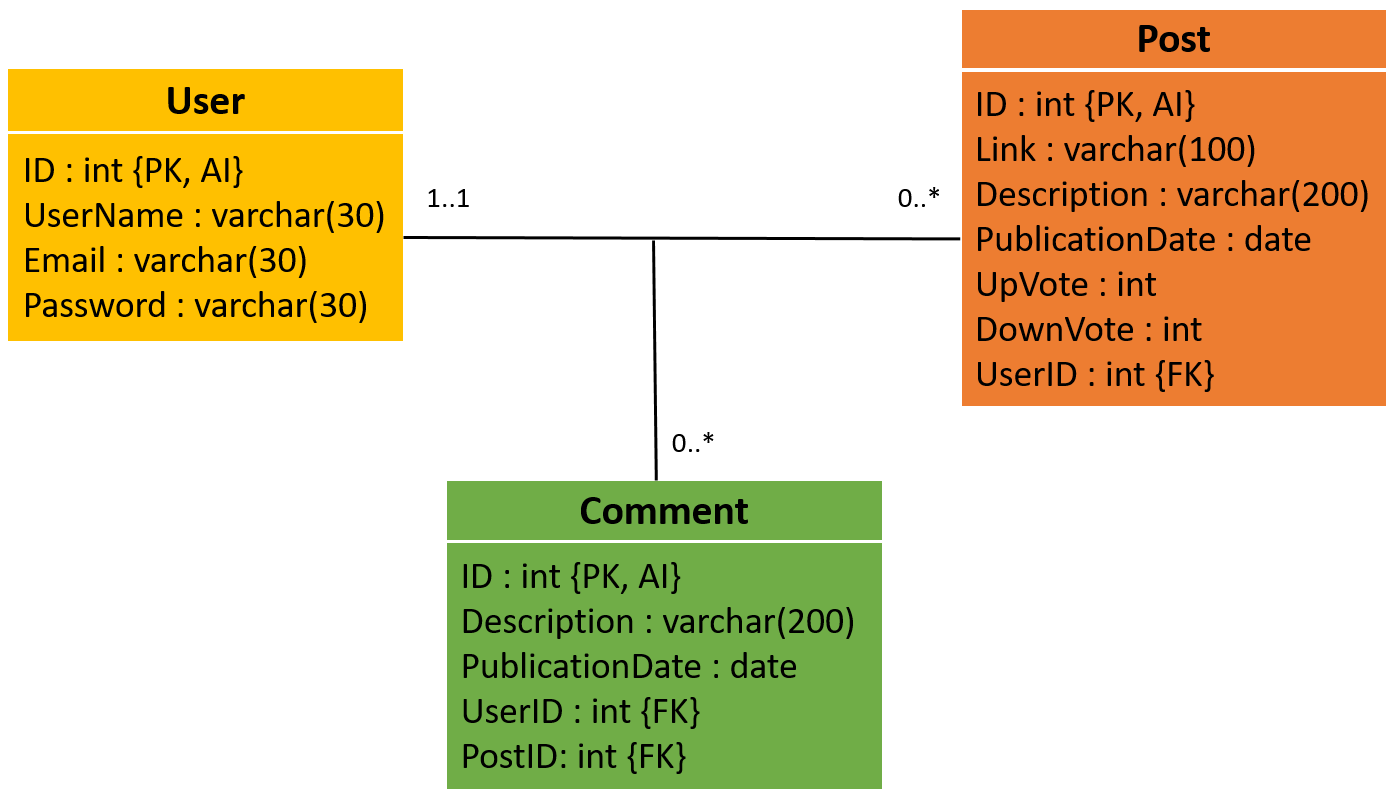 User
ID : int {PK, AI}
UserName : varchar(30)
Email : varchar(30)
Password : varchar(30)
1..1
0..*
Post
ID : int {PK, AI}
Link : varchar(100)
Description : varchar(200)
PublicationDate : date
UpVote : int
DownVote : int
UserID : int {FK}
0..*
Comment
ID : int {PK, AI}
Description : varchar(200)
PublicationDate : date
UserID : int {FK}
PostID: int {FK}